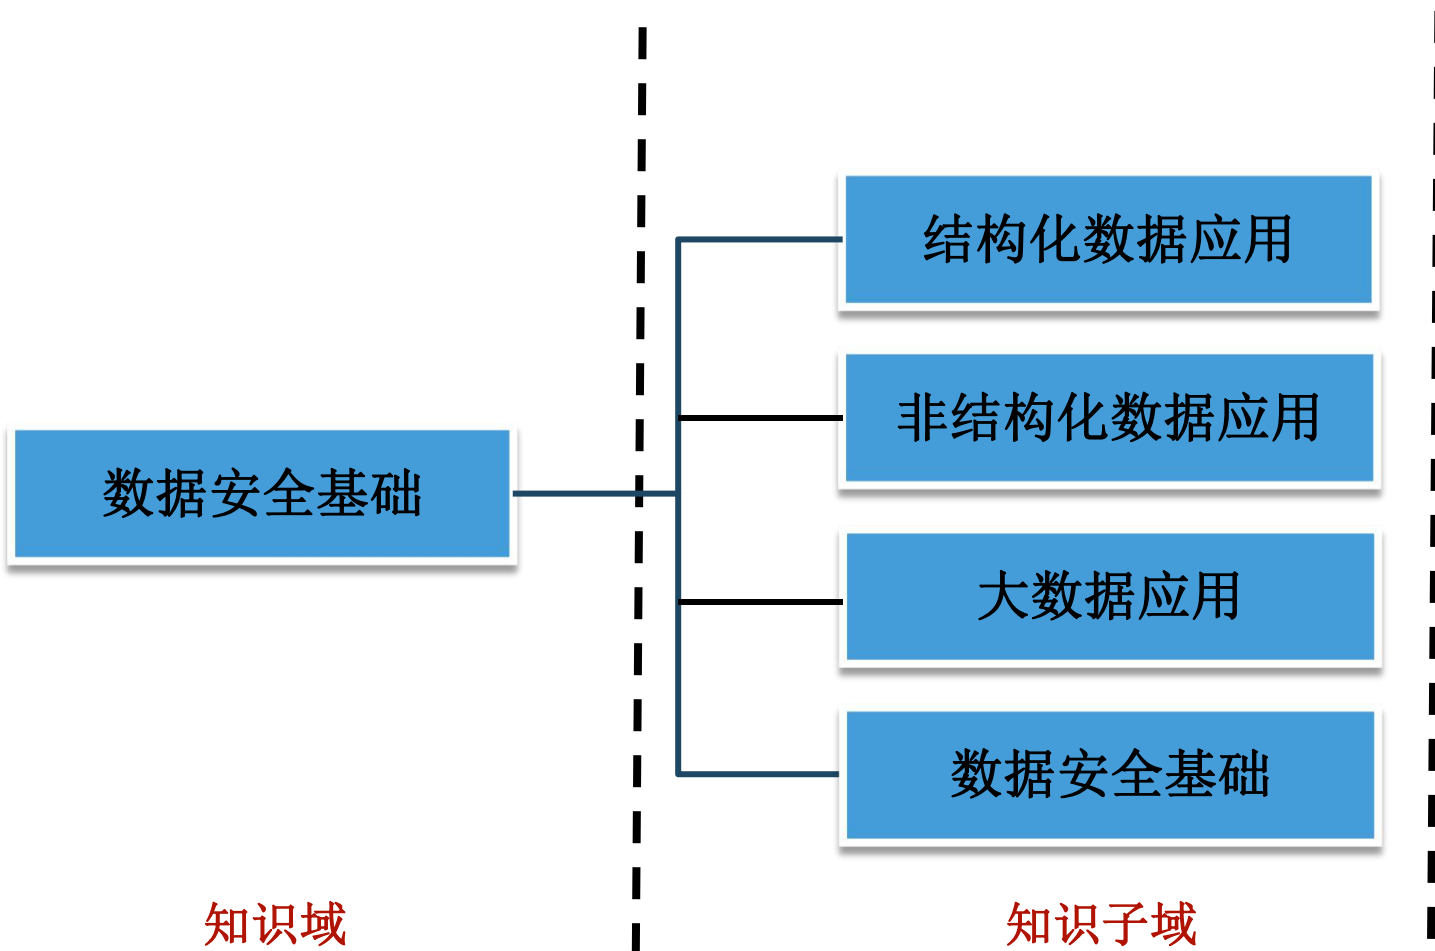 结构化数据应用
非结构化数据应用
数据安全基础
大数据应用
数据安全基础
知识域
知识子域